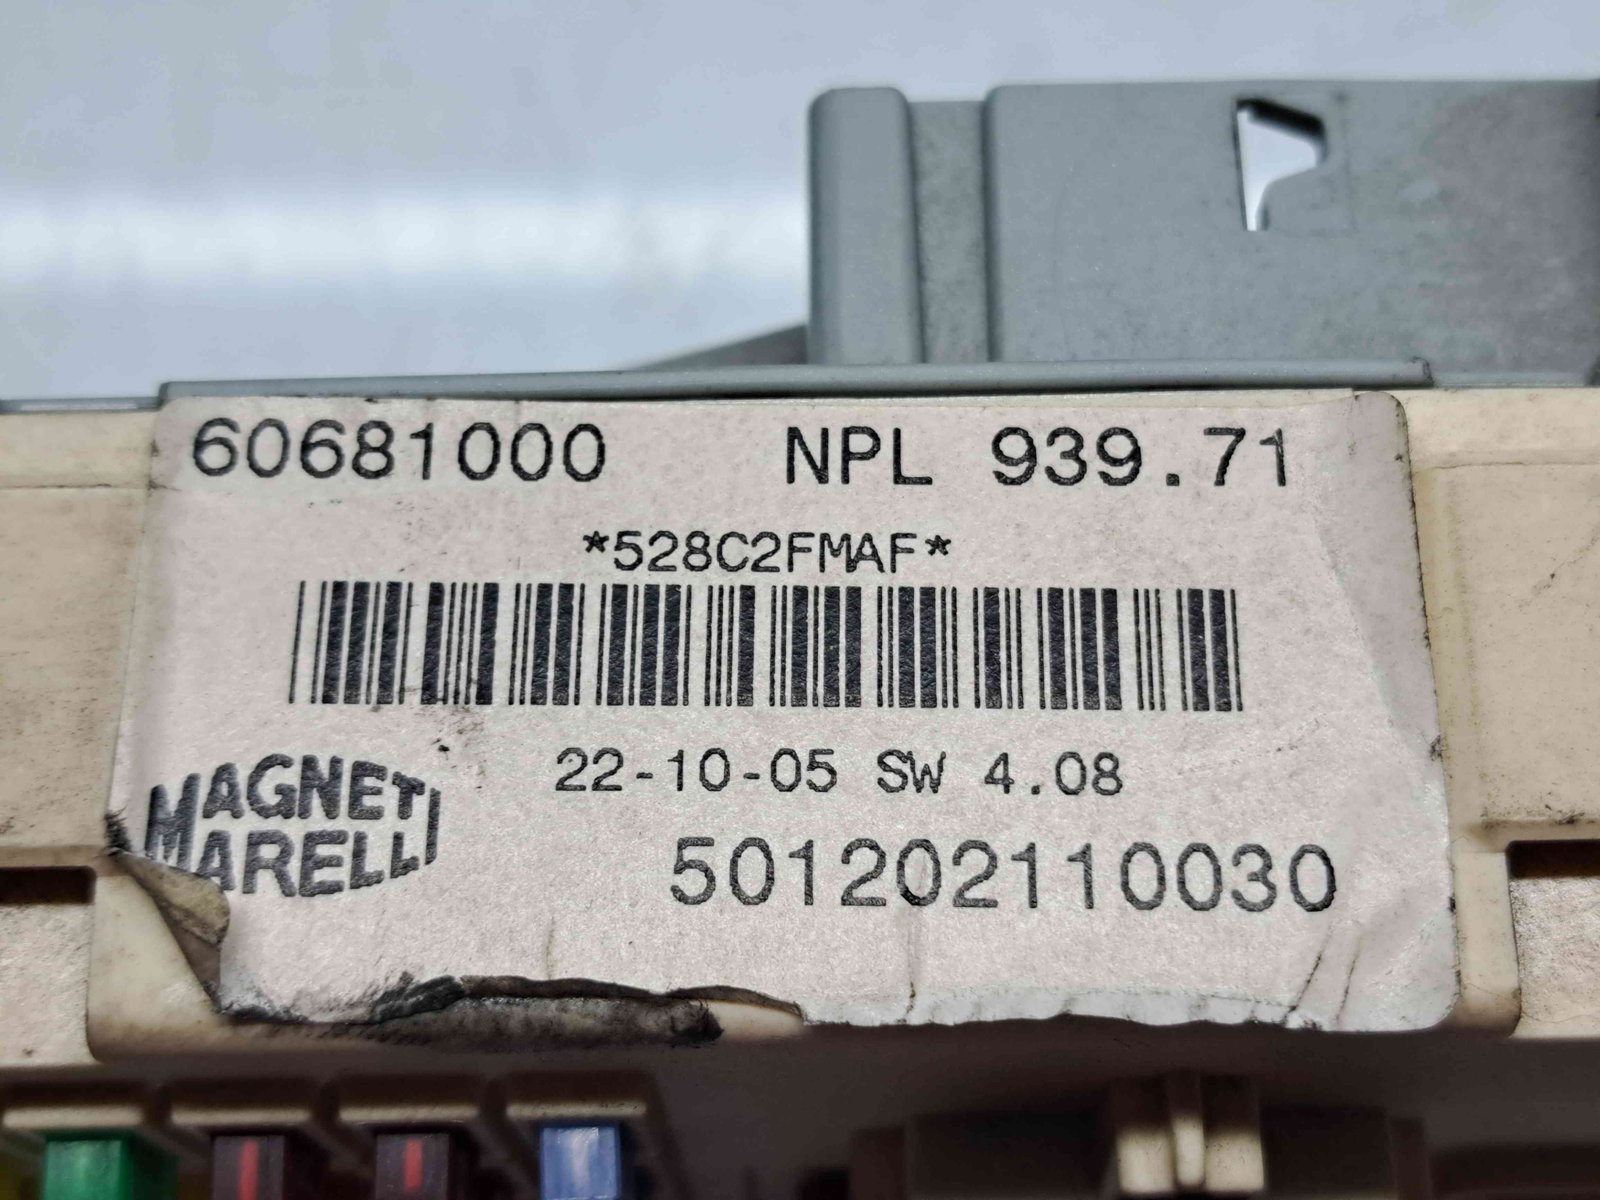 60681000 NPL 939.71
*528C2FMAF*
22-10-05 SW 4.08
MAGNETI
MARELLI
501202110030